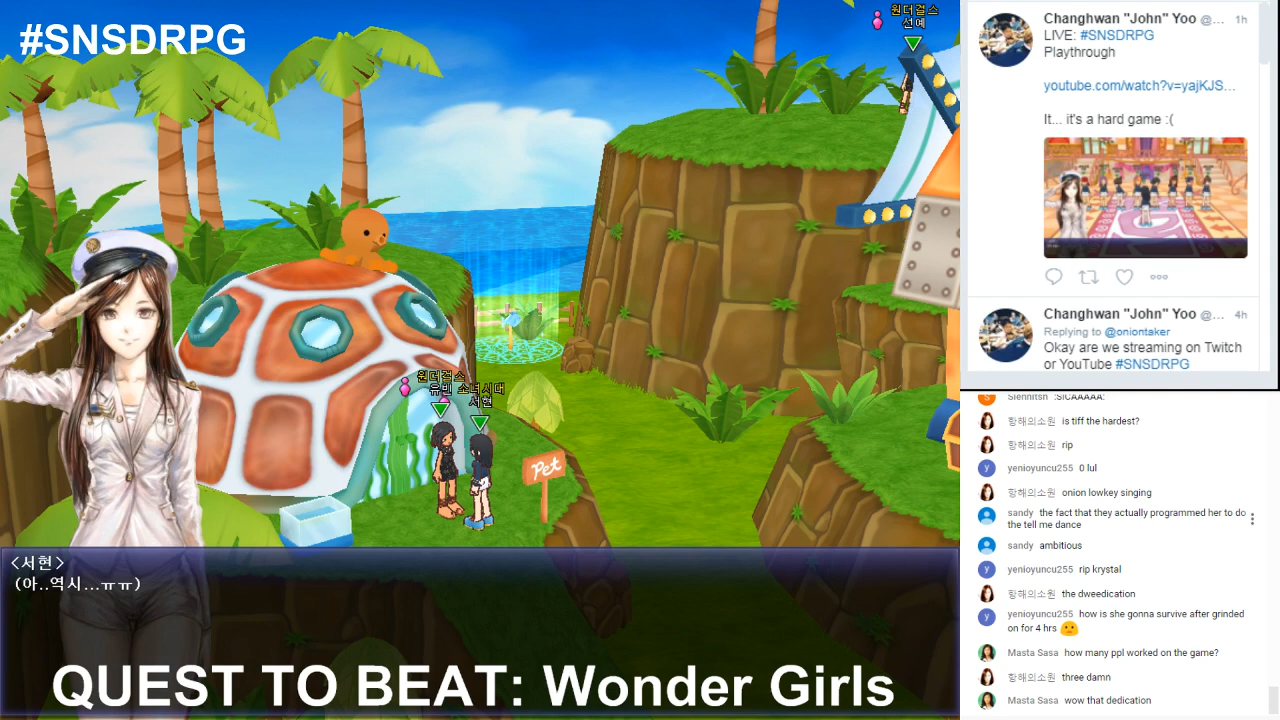 #SNSDRPG
원더걸스
선예
원더걸스
유빈
소녀시대
서현
Pet
<서현>
(아..역시...ㅠㅠ)
QUEST TO BEAT: Wonder Girls
Changhwan "John" Yoo @... 1h
LIVE: #SNSDRPG
Playthrough
youtube.com/watch?v=yajKJS...
It... it's a hard game :(
Changhwan "John" Yoo @... 4h
Replying to @oniontaker
Okay are we streaming on Twitch
or YouTube #SNSDRPG
S Siennitsh :SICAAAAA:
항해의소원 is tiff the hardest?
항해의소원 rip
y yenioyuncu255 0 lul
항해의소원 onion lowkey singing
sandy the fact that they actually programmed her to do
the tell me dance
sandy ambitious
y yenioyuncu255 rip krystal
항해의소원 the dweedication
y yenioyuncu255 how is she gonna survive after grinded
on for 4 hrs
Masta Sasa how many ppl worked on the game?
항해의소원 three damn
Masta Sasa wow that dedication